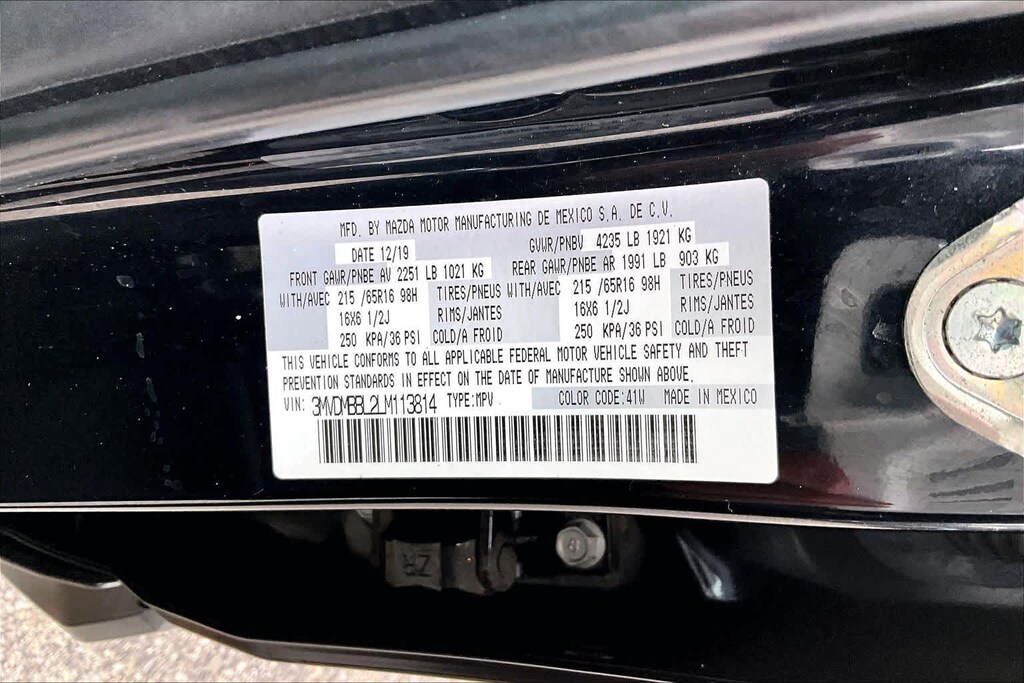 MFD. BY MAZDA MOTOR MANUFACTURING DE MEXICO S.A. DE C.V.
DATE 12/19 GVWR/PNBV 4235 LB 1921 KG
FRONT GAWR/PNBE AV 2251 LB 1021 KG REAR GAWR/PNBE AR 1991 LB 903 KG
WITH/AVEC 215 /65R16 98H TIRES/PNEUS WITH/AVEC 215 /65R16 98H TIRES/PNEUS
16X6 1/2J RIMS/JANTES 16X6 1/2J RIMS/JANTES
250 KPA/36 PSI COLD/A FROID 250 KPA/36 PSI COLD/A FROID
THIS VEHICLE CONFORMS TO ALL APPLICABLE FEDERAL MOTOR VEHICLE SAFETY AND THEFT
PREVENTION STANDARDS IN EFFECT ON THE DATE OF MANUFACTURE SHOWN ABOVE.
VIN: 3MVDMBBL2LM113814 TYPE:MPV COLOR CODE:41W MADE IN MEXICO
ZR